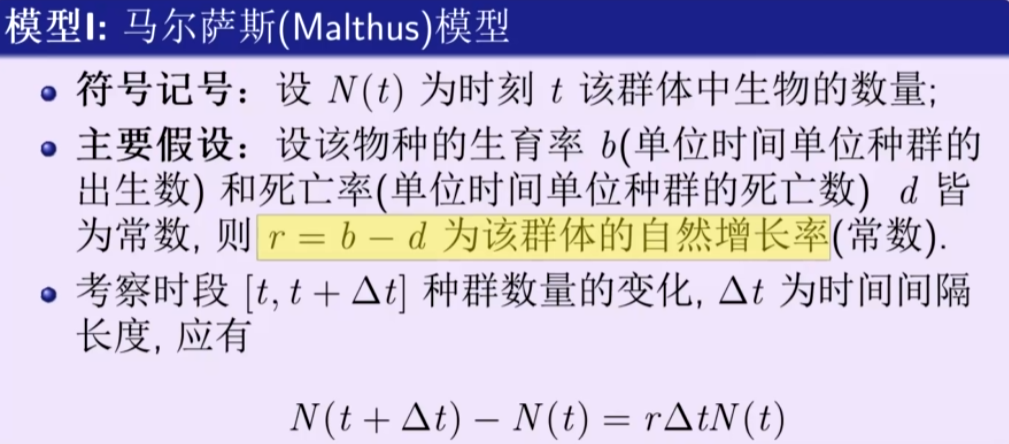 模型I: 马尔萨斯(Malthus)模型
符号记号：设 N(t) 为时刻 t 该群体中生物的数量;
主要假设：设该物种的生育率 b(单位时间单位种群的
出生数) 和死亡率(单位时间单位种群的死亡数) d 皆
为常数, 则 r = b − d 为该群体的自然增长率(常数).
考察时段 [t, t + Δt] 种群数量的变化, Δt 为时间间隔
长度, 应有
N(t + Δt) − N(t) = rΔtN(t)